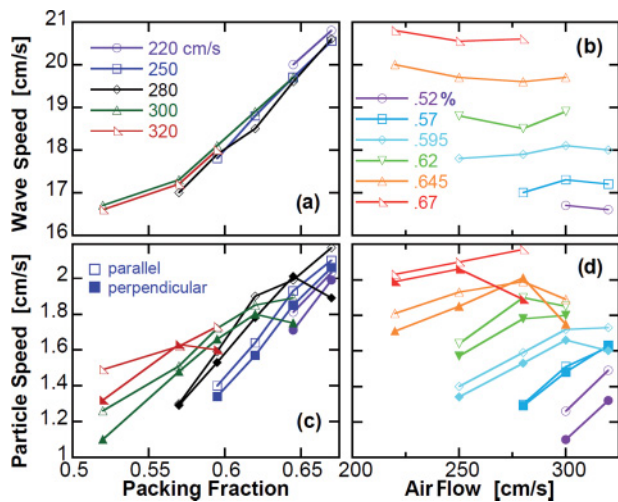 21
20
19
18
17
16
Wave Speed [cm/s]
220 cm/s
250
280
300
320
(a)
(b)
.52%
.57
.595
.62
.645
.67
2
1.8
1.6
1.4
1.2
1
Particle Speed [cm/s]
parallel
perpendicular
(c)
(d)
0.5 0.55 0.6 0.65
200 250 300
Packing Fraction
Air Flow [cm/s]